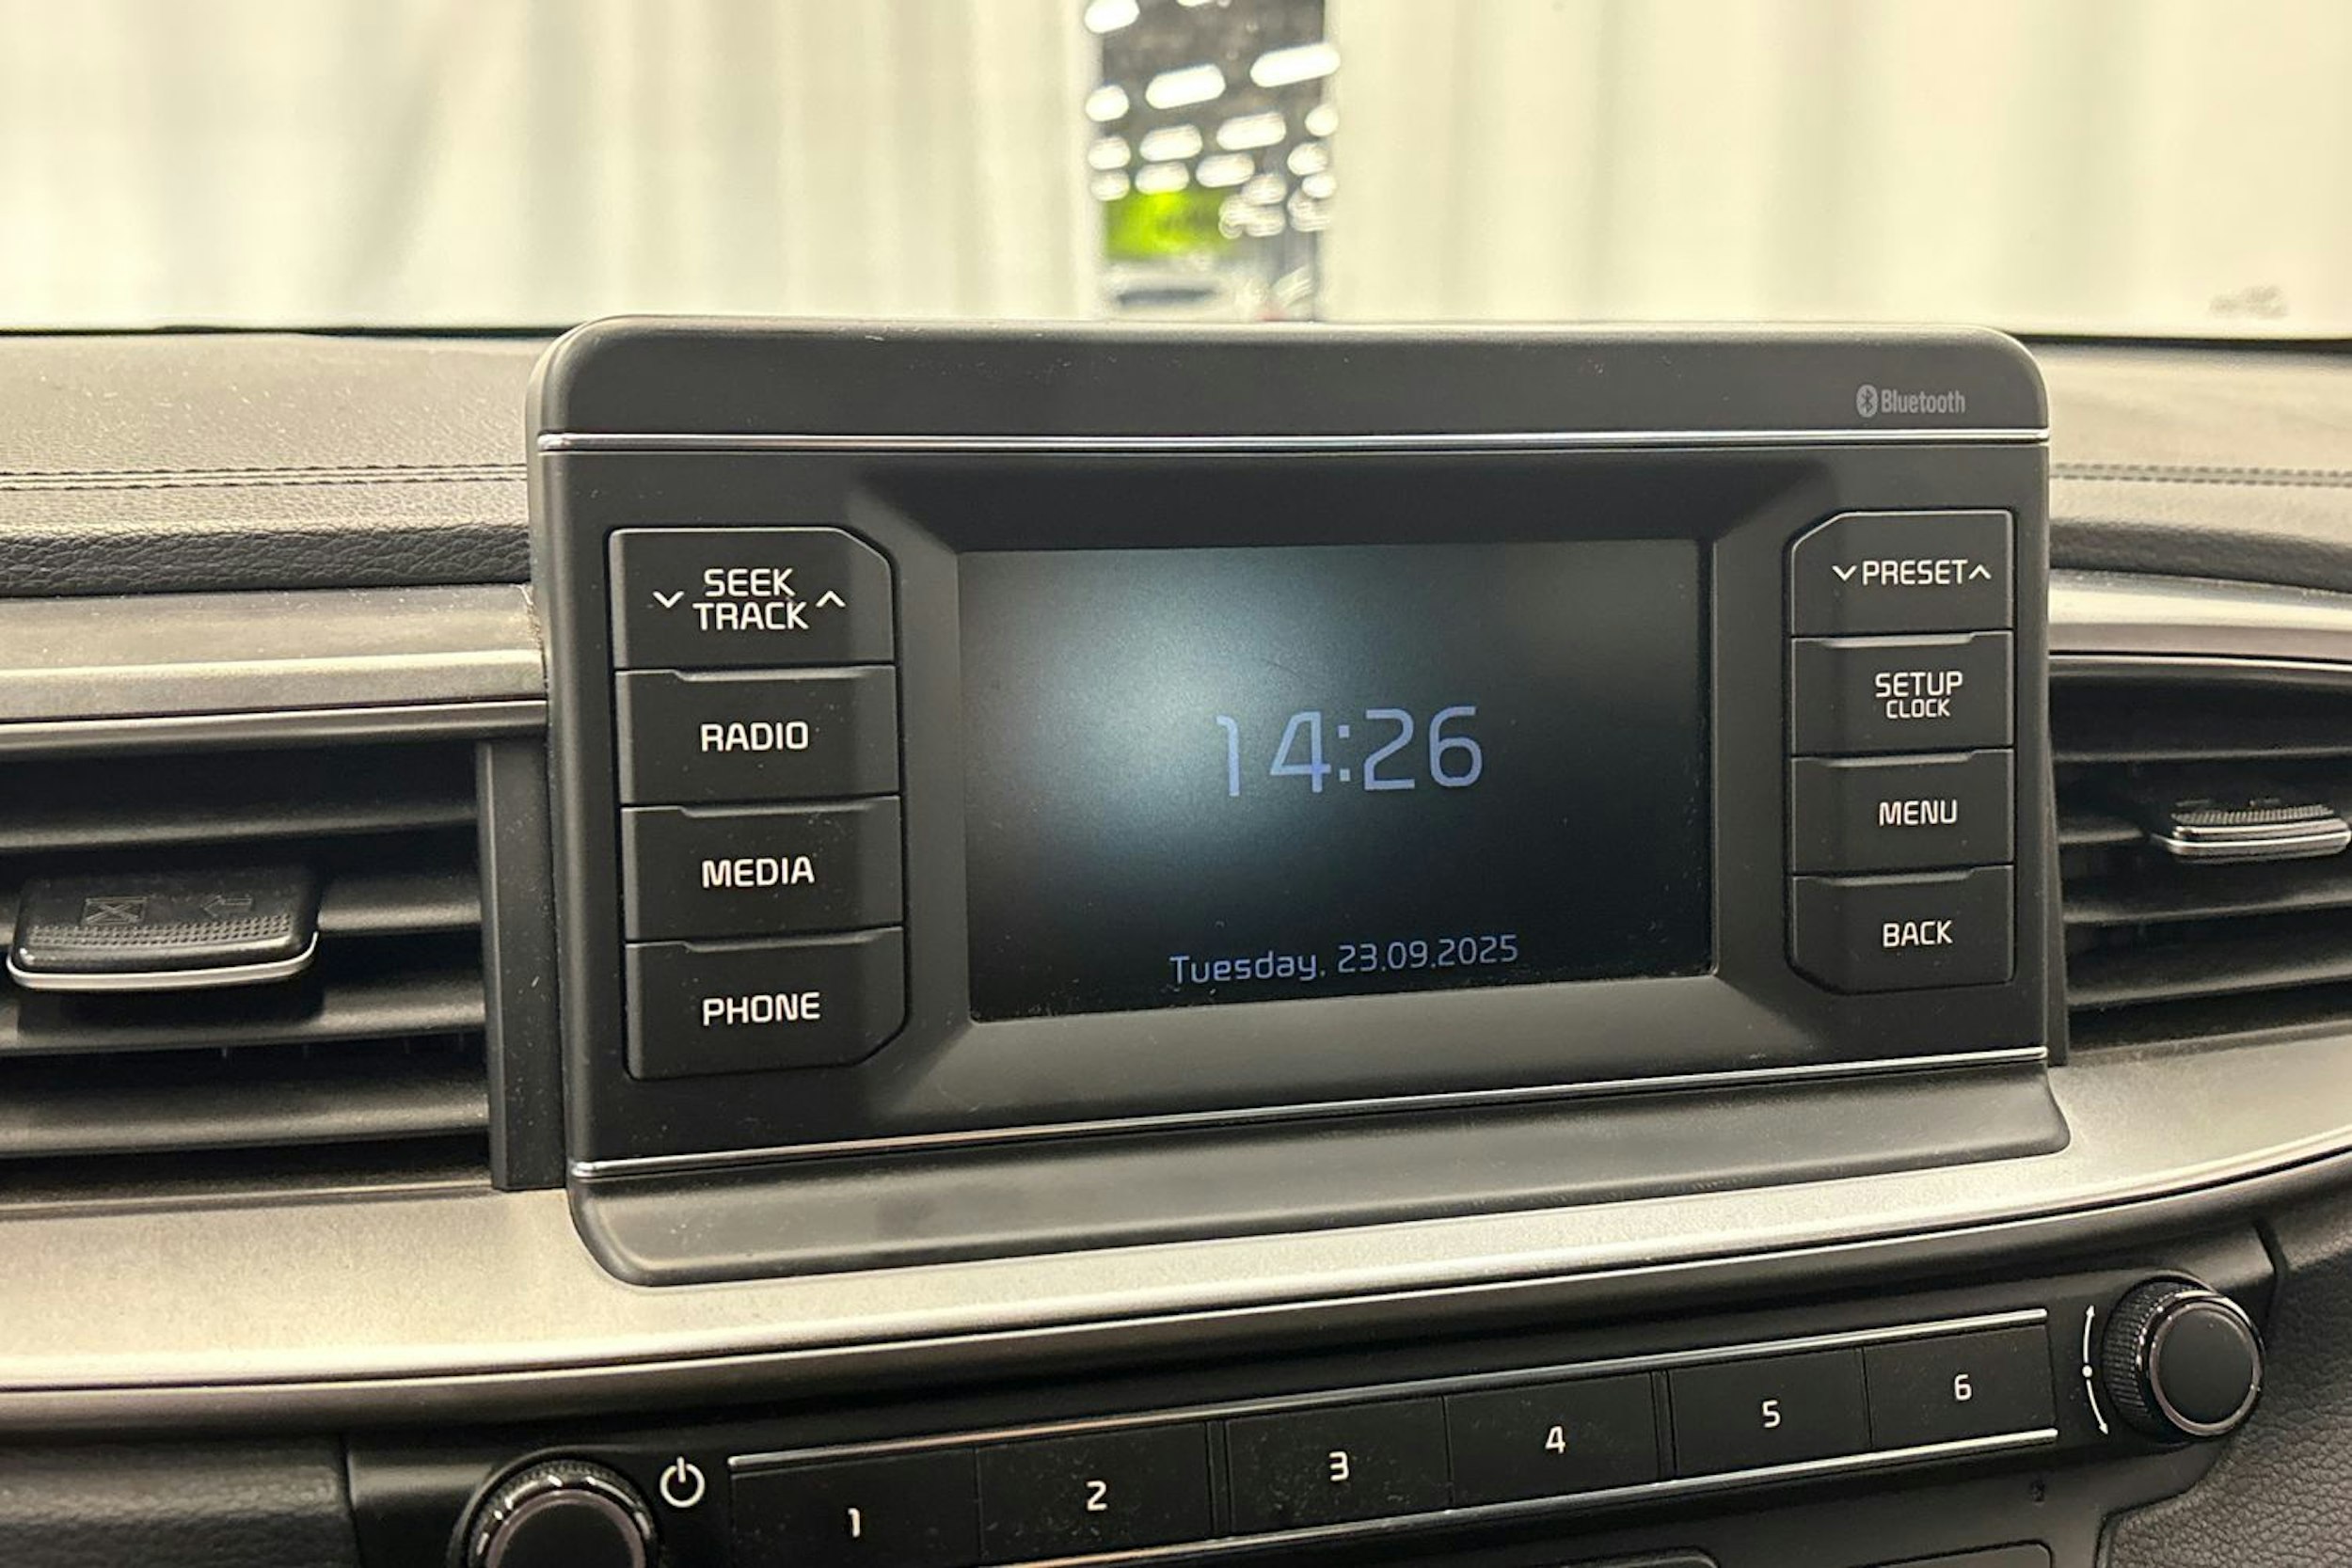 Bluetooth
SEEK
TRACK
RADIO
MEDIA
PHONE
14:26
Tuesday, 23.09.2025
PRESET
SETUP
CLOCK
MENU
BACK
1 2 3 4 5 6